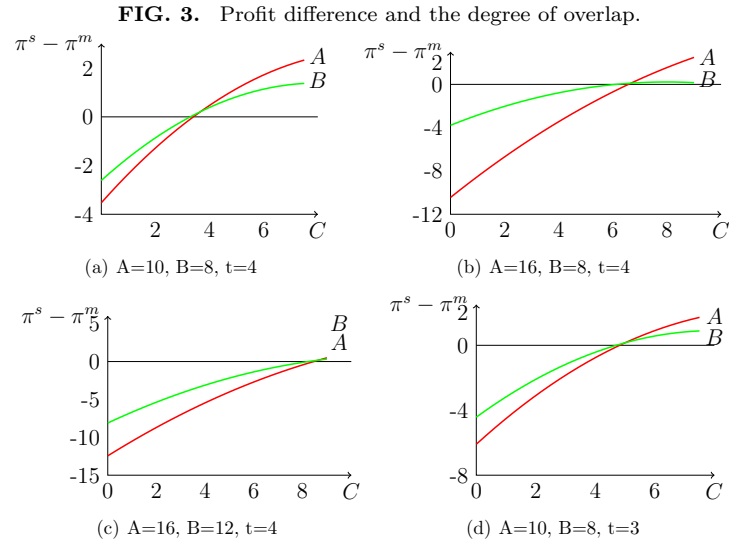 FIG. 3. Profit difference and the degree of overlap.
π^s − π^m
2
0
-2
-4
2 4 6 C
A
B
(a) A=10, B=8, t=4
π^s − π^m
2
0
-4
-8
-12
0 2 4 6 8 C
A
B
(b) A=16, B=8, t=4
π^s − π^m
5
0
-5
-10
-15
0 2 4 6 8 C
B
A
(c) A=16, B=12, t=4
π^s − π^m
2
0
-4
-8
0 2 4 6 C
A
B
(d) A=10, B=8, t=3